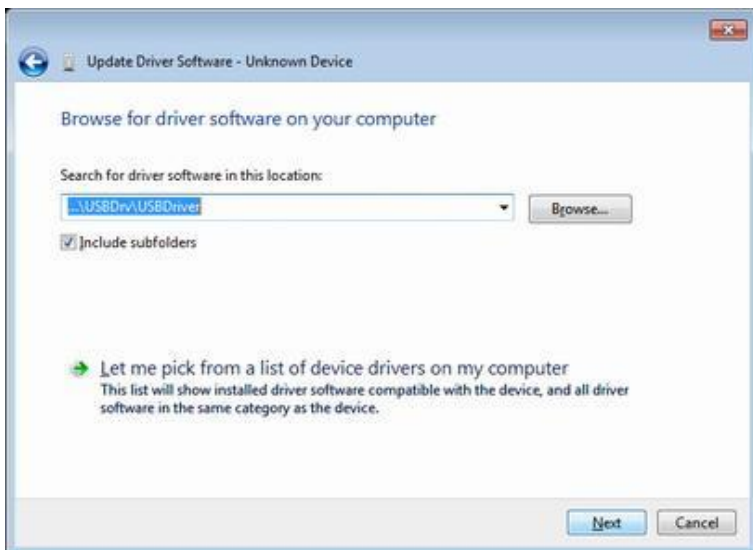 Update Driver Software - Unknown Device
Browse for driver software on your computer
Search for driver software in this location:
...\USBDrv\USBDriver
Browse...
Include subfolders
Let me pick from a list of device drivers on my computer
This list will show installed driver software compatible with the device, and all driver
software in the same category as the device.
Next
Cancel